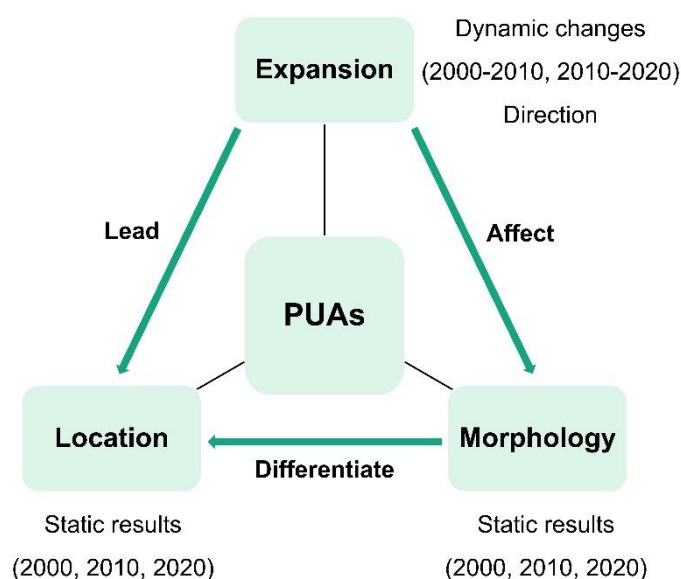 Expansion
Dynamic changes
(2000-2010, 2010-2020)
Direction
Lead
Affect
PUAs
Location
Morphology
Differentiate
Static results
(2000, 2010, 2020)
Static results
(2000, 2010, 2020)